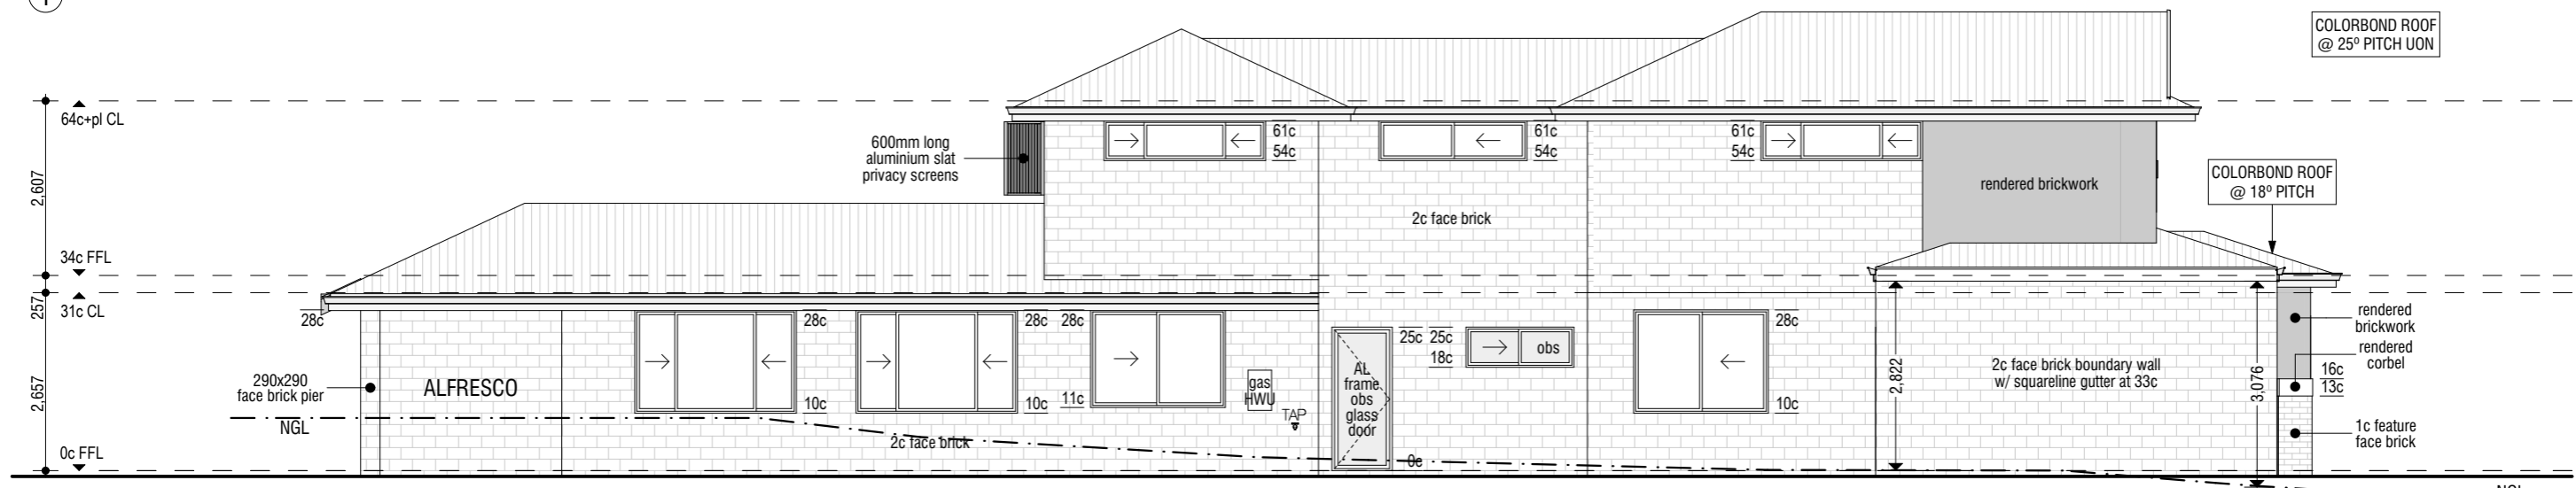 1
COLORBOND ROOF
@ 25º PITCH UON
64c+pl CL
600mm long
aluminium slat
privacy screens
61c
54c
61c
54c
61c
54c
rendered brickwork
COLORBOND ROOF
@ 18º PITCH
2,607
2c face brick
34c FFL
257
31c CL
28c
28c
28c
28c
28c
25c
25c
18c
obs
rendered
brickwork
rendered
corbel
290x290
face brick pier
ALFRESCO
2,657
gas
HWU
TAP
AL
frame
obs
glass
door
2,822
2c face brick boundary wall
w/ squareline gutter at 33c
3,076
16c
13c
10c
10c
11c
10c
NGL
2c face brick
1c feature
face brick
0c FFL
0c
NGL